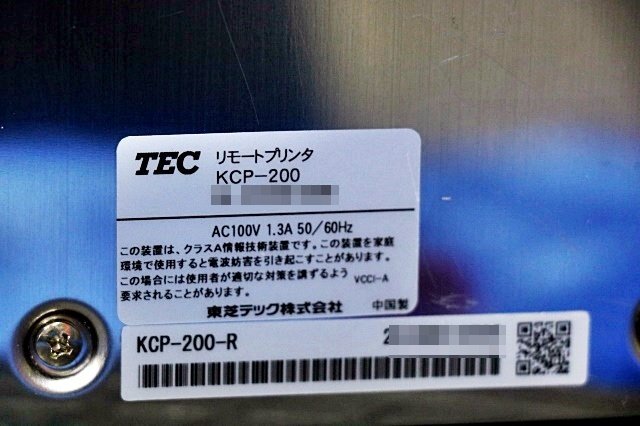 TEC リモートプリンタ
KCP-200
AC100V 1.3A 50/60Hz
この装置は、クラスA情報技術装置です。この装置を家庭
環境で使用すると電波妨害を引き起こすことがあります。
この場合には使用者が適切な対策を講ずるよう
要求されることがあります。 VCCI-A
東芝テック株式会社 中国製
KCP-200-R 2